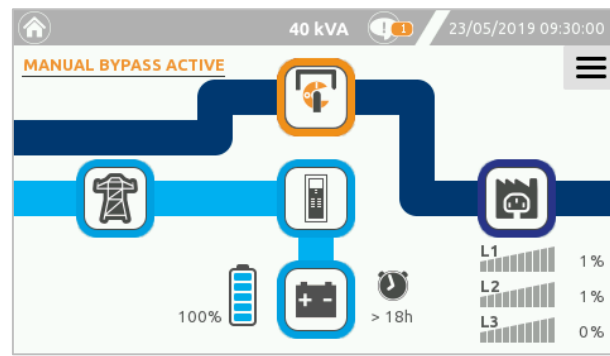 40 kVA 1 23/05/2019 09:30:00
MANUAL BYPASS ACTIVE
L1 1%
L2 1%
100% > 18h
L3 0%